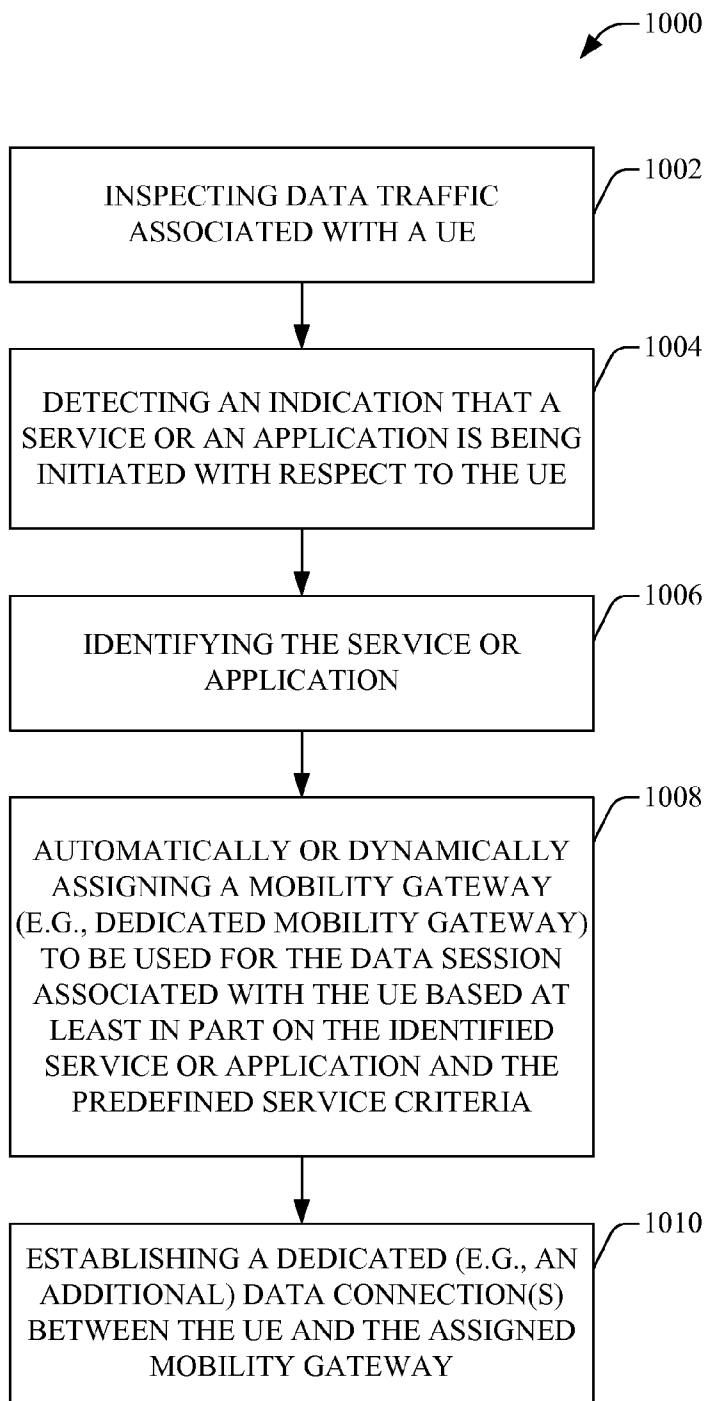 1000
1002
INSPECTING DATA TRAFFIC
ASSOCIATED WITH A UE
1004
DETECTING AN INDICATION THAT A
SERVICE OR AN APPLICATION IS BEING
INITIATED WITH RESPECT TO THE UE
1006
IDENTIFYING THE SERVICE OR
APPLICATION
1008
AUTOMATICALLY OR DYNAMICALLY
ASSIGNING A MOBILITY GATEWAY
(E.G., DEDICATED MOBILITY GATEWAY)
TO BE USED FOR THE DATA SESSION
ASSOCIATED WITH THE UE BASED AT
LEAST IN PART ON THE IDENTIFIED
SERVICE OR APPLICATION AND THE
PREDEFINED SERVICE CRITERIA
1010
ESTABLISHING A DEDICATED (E.G., AN
ADDITIONAL) DATA CONNECTION(S)
BETWEEN THE UE AND THE ASSIGNED
MOBILITY GATEWAY